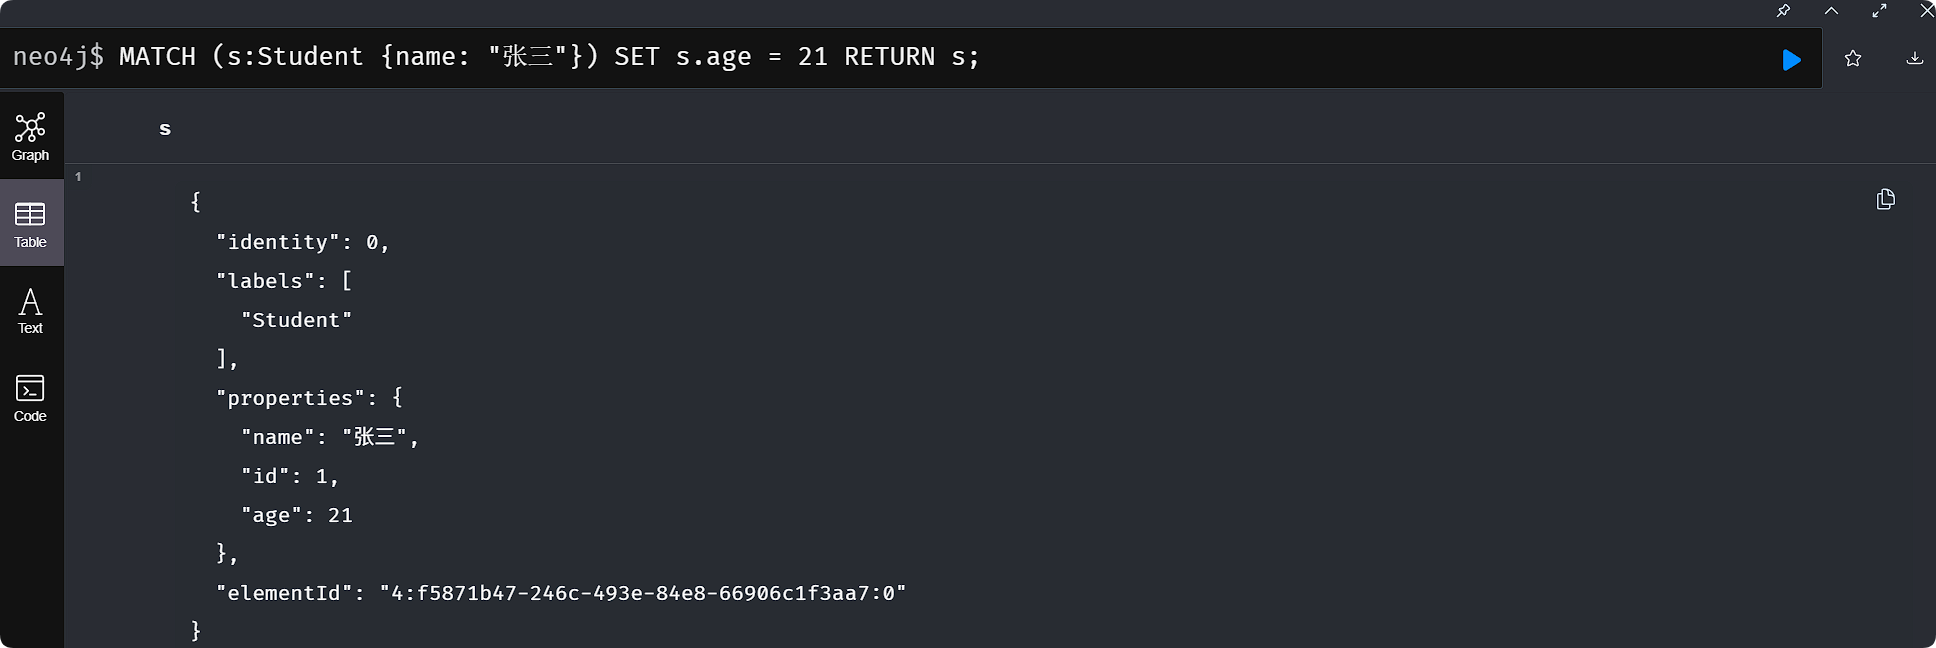 neo4j$ MATCH (s:Student {name: "张三"}) SET s.age = 21 RETURN s;
Graph
Table
Text
Code
s
1
{
"identity": 0,
"labels": [
"Student"
],
"properties": {
"name": "张三",
"id": 1,
"age": 21
},
"elementId": "4:f5871b47-246c-493e-84e8-66906c1f3aa7:0"
}